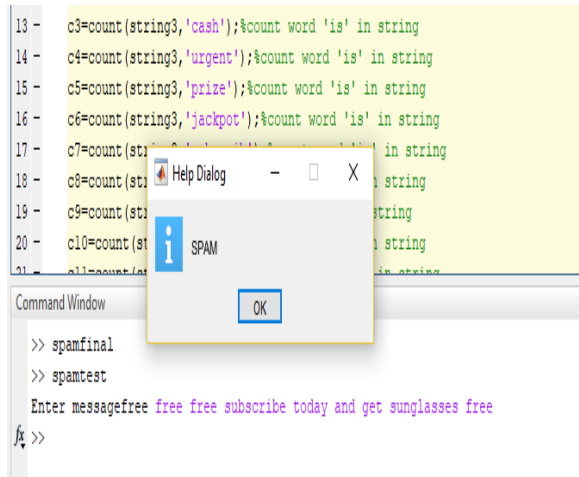 13 - c3=count(string3,'cash');%count word 'is' in string
14 - c4=count(string3,'urgent');%count word 'is' in string
15 - c5=count(string3,'prize');%count word 'is' in string
16 - c6=count(string3,'jackpot');%count word 'is' in string
17 - c7=count(str in string
18 - c8=count(str string
19 - c9=count(str string
20 - c10=count(st string
21 - in string
Help Dialog
SPAM
OK
Command Window
>> spamfinal
>> spamtest
Enter messagefree free free subscribe today and get sunglasses free
fx >>